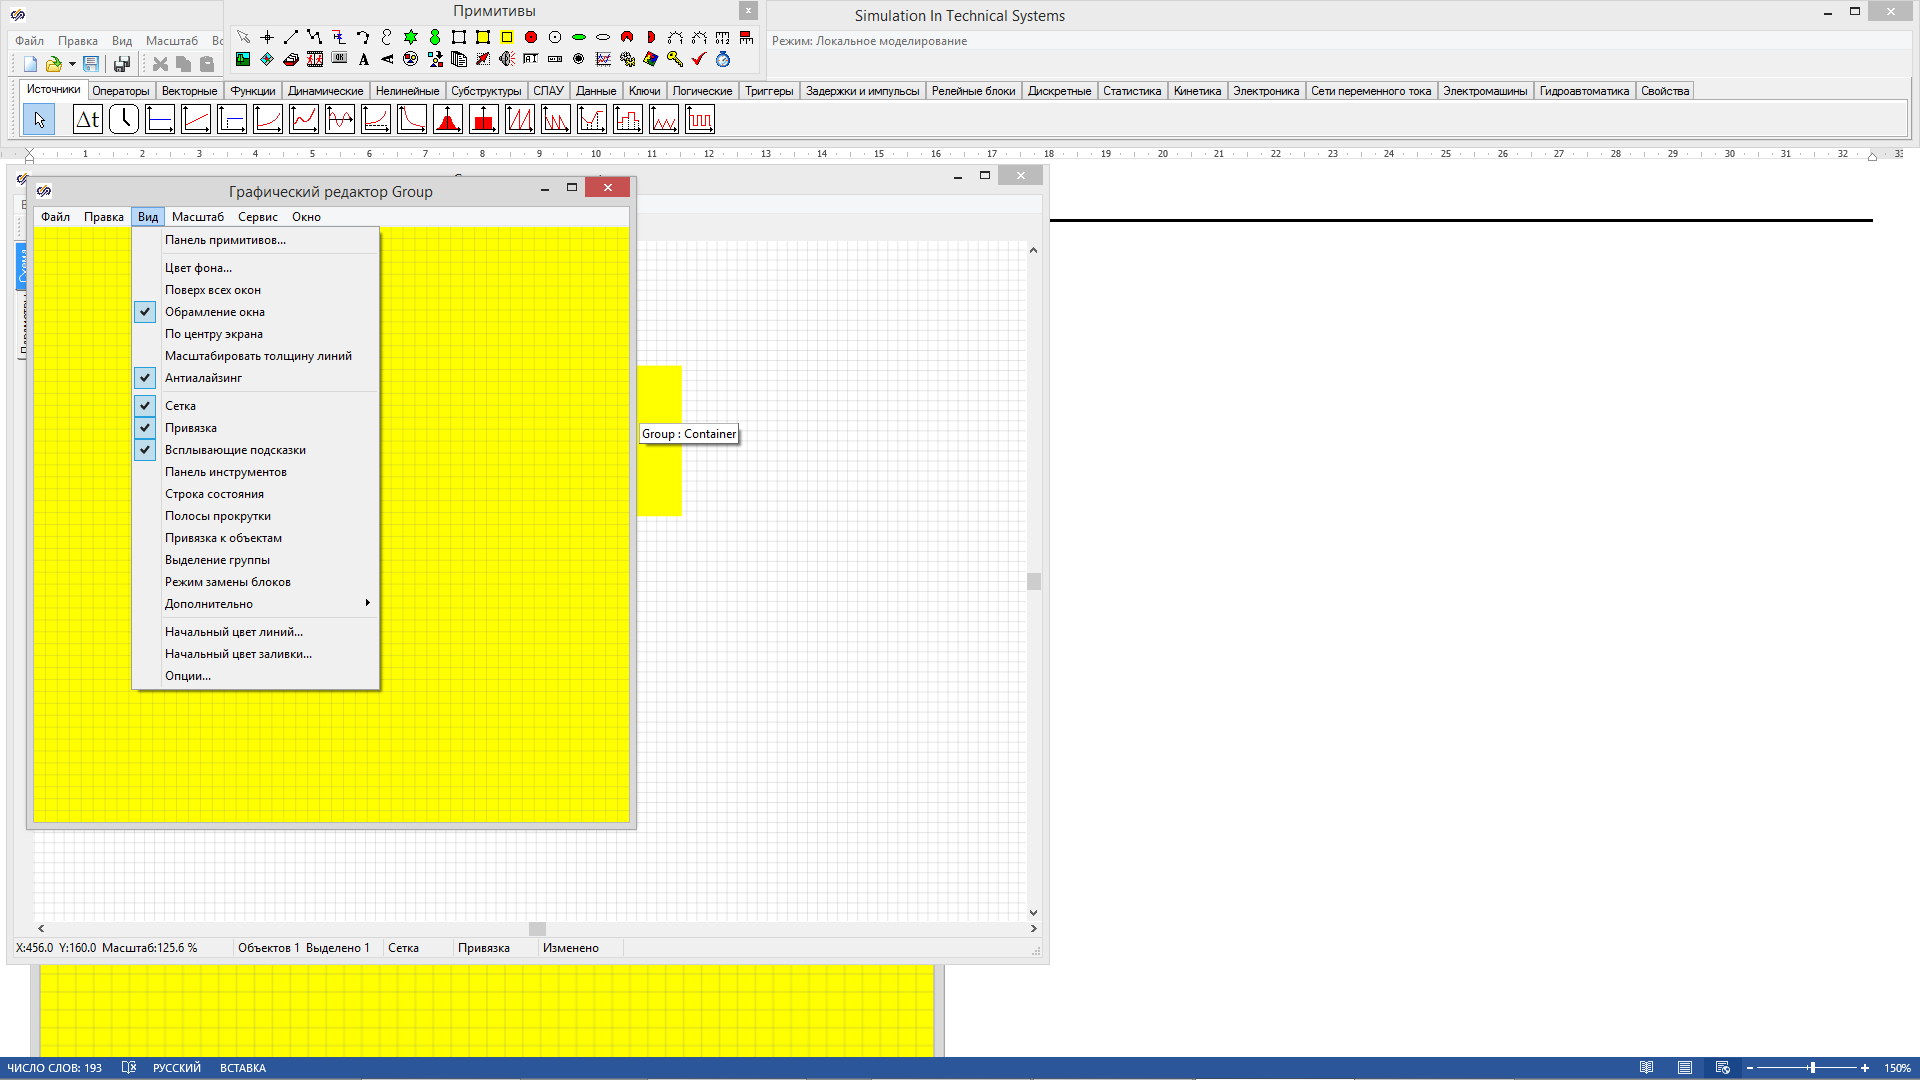 Примитивы
Simulation In Technical Systems
Файл Правка Вид Масштаб
Режим: Локальное моделирование
Источники Операторы Векторные Функции Динамические Нелинейные Субструктуры СПАУ Данные Ключи Логические Триггеры Задержки и импульсы Релейные блоки Дискретные Статистика Кинетика Электроника Сети переменного тока Электромашины Гидроавтоматика Свойства
Δt
1 2 3 4 5 6 7 8 9 10 11 12 13 14 15 16 17 18 19 20 21 22 23 24 25 26 27 28 29 30 31 32 33
Графический редактор Group
Файл Правка Вид Масштаб Сервис Окно
Панель примитивов...
Цвет фона...
Поверх всех окон
Обрамление окна
По центру экрана
Масштабировать толщину линий
Антиалайзинг
Сетка
Привязка
Всплывающие подсказки
Панель инструментов
Строка состояния
Полосы прокрутки
Привязка к объектам
Выделение группы
Режим замены блоков
Дополнительно
Начальный цвет линий...
Начальный цвет заливки...
Опции...
Group : Container
X:456.0 Y:160.0 Масштаб:125.6 % Объектов 1 Выделено 1 Сетка Привязка Изменено
ЧИСЛО СЛОВ: 193 РУССКИЙ ВСТАВКА 150%